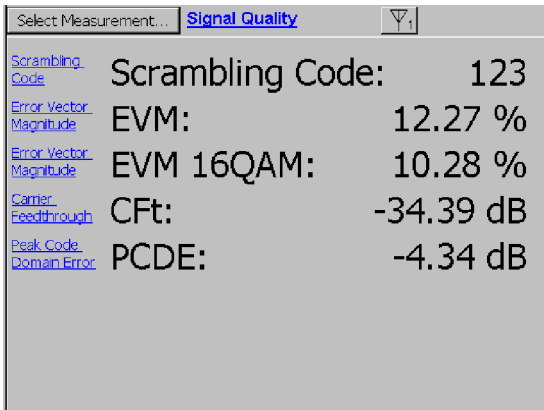 Select Measurement... Signal Quality 1
Scrambling Code Scrambling Code: 123
Error Vector Magnitude EVM: 12.27 %
Error Vector Magnitude EVM 16QAM: 10.28 %
Carrier Feedthrough CFt: -34.39 dB
Peak Code Domain Error PCDE: -4.34 dB